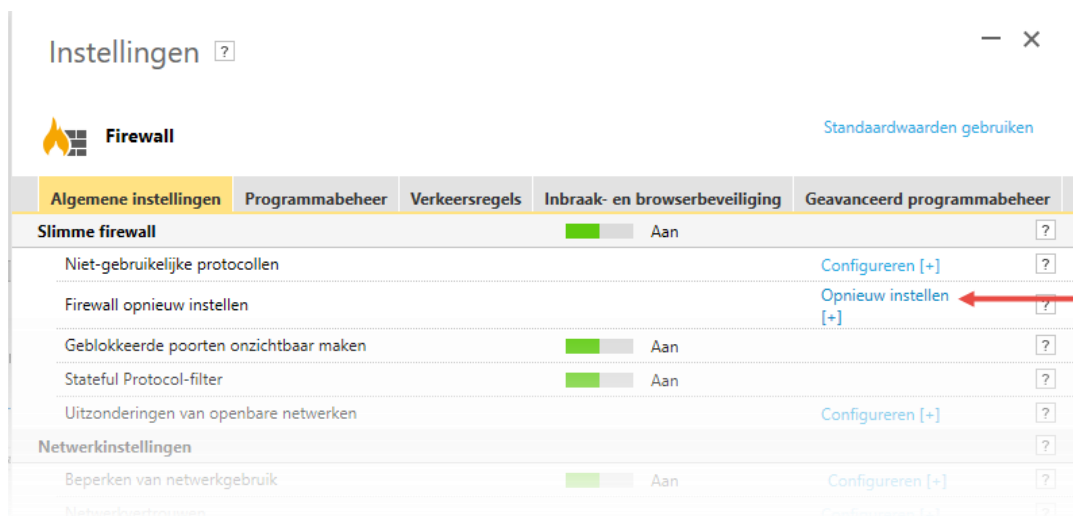 Instellingen ?
Firewall
Standaardwaarden gebruiken
Algemene instellingen Programmabeheer Verkeersregels Inbraak- en browserbeveiliging Geavanceerd programmabeheer
Slimme firewall Aan ?
Niet-gebruikelijke protocollen Configureren [+] ?
Firewall opnieuw instellen Opnieuw instellen ?
[+]
Geblokkeerde poorten onzichtbaar maken Aan ?
Stateful Protocol-filter Aan ?
Uitzonderingen van openbare netwerken Configureren [+] ?
Netwerkinstellingen ?
Beperken van netwerkgebruik Aan Configureren [+] ?
Netwerkvertrouwen Configureren [+] ?